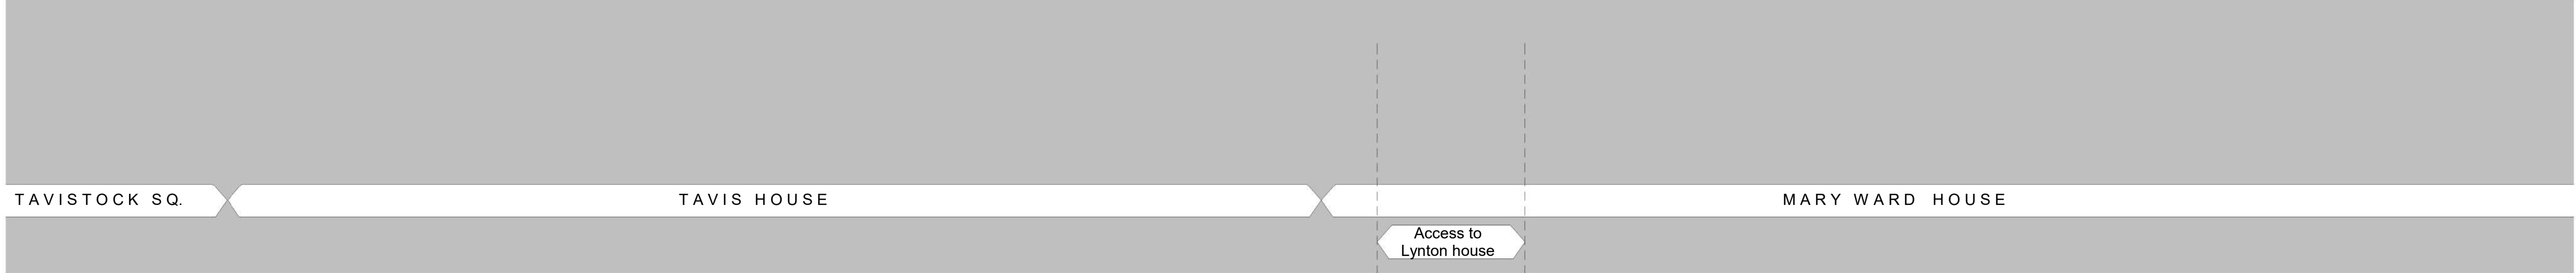 TAVISTOCK SQ.
TAVIS HOUSE
MARY WARD HOUSE
Access to
Lynton house